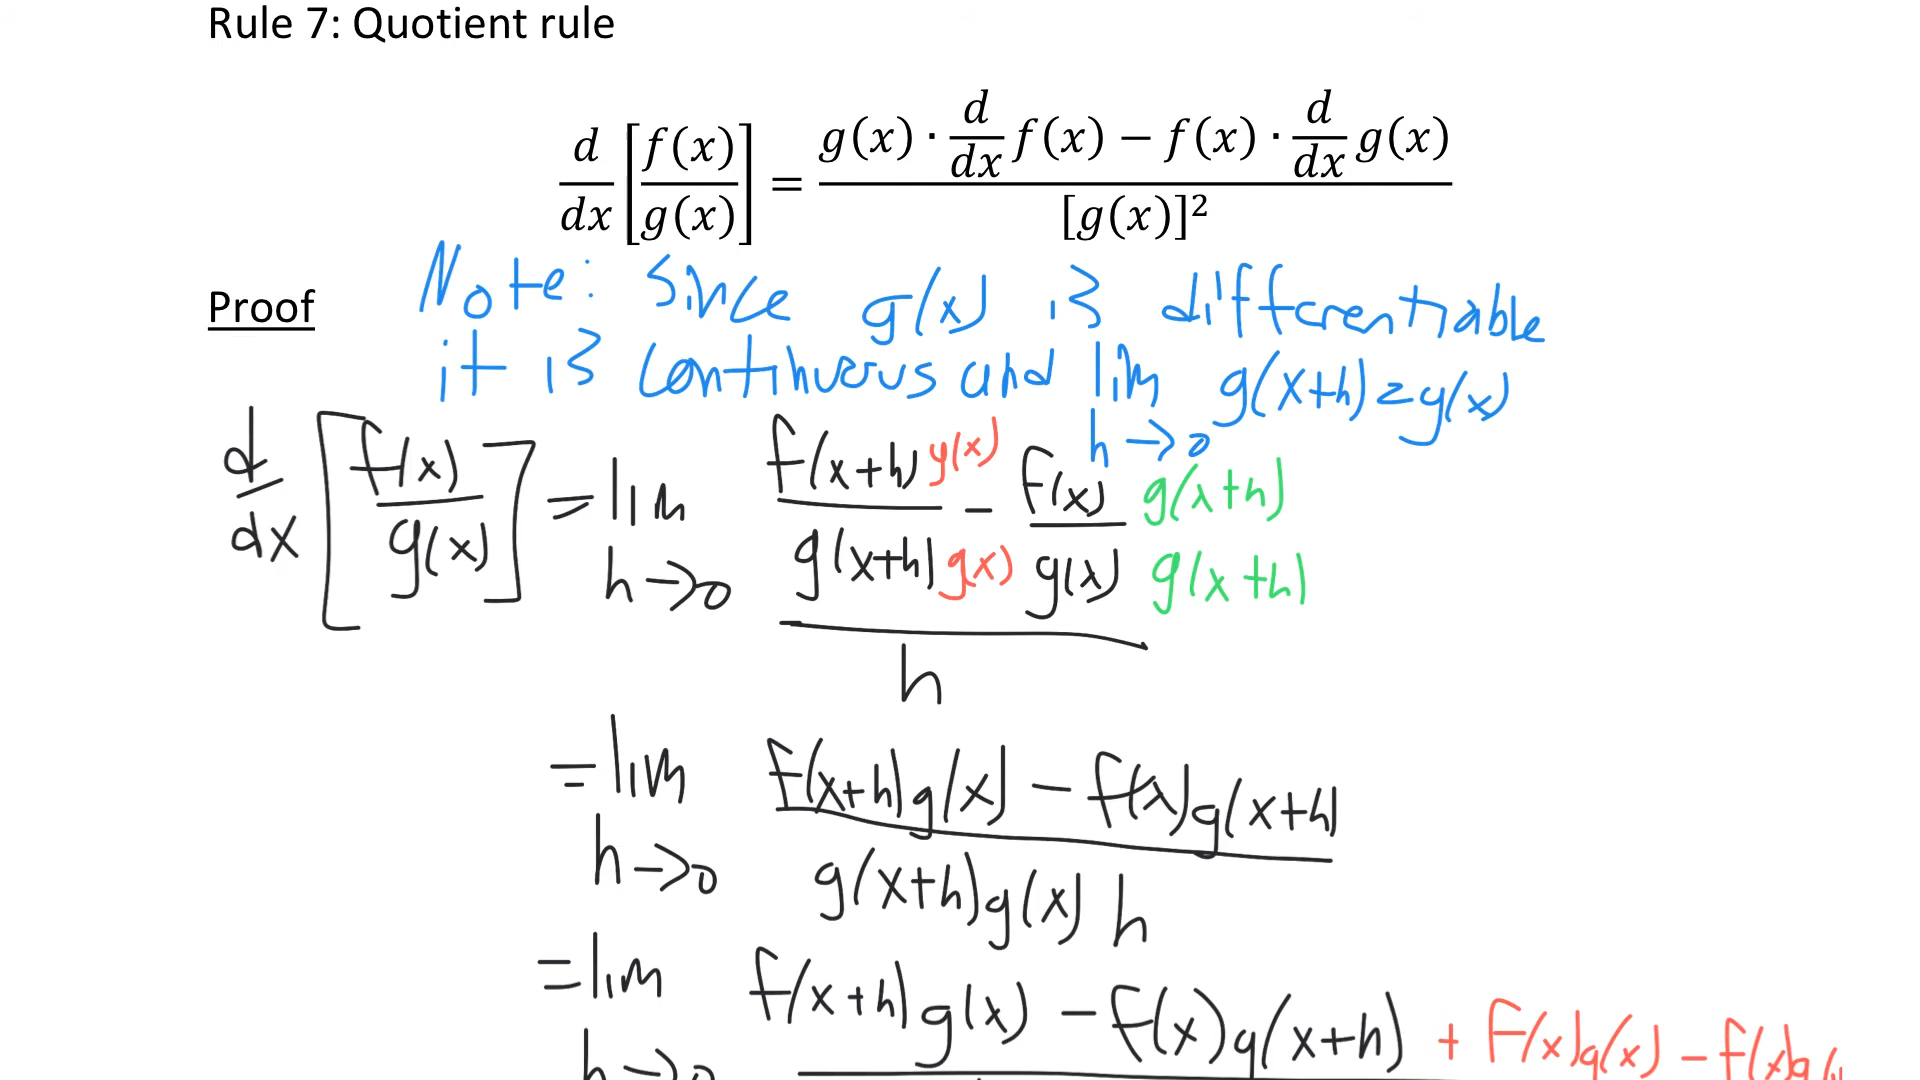 Rule 7: Quotient rule
d/dx [f(x)/g(x)] = (g(x) · d/dx f(x) − f(x) · d/dx g(x)) / [g(x)]²
Proof
Note: Since g(x) is differentiable
it is continuous and lim h→0 g(x+h) = g(x)
d/dx [f(x)/g(x)] = lim h→0 (f(x+h) g(x) / g(x+h) g(x) − f(x) g(x+h) / g(x) g(x+h)) / h
= lim h→0 (f(x+h)g(x) − f(x)g(x+h)) / g(x+h)g(x) h
= lim h→0 f(x+h)g(x) − f(x)g(x+h) + f(x)g(x) − f(x)g(